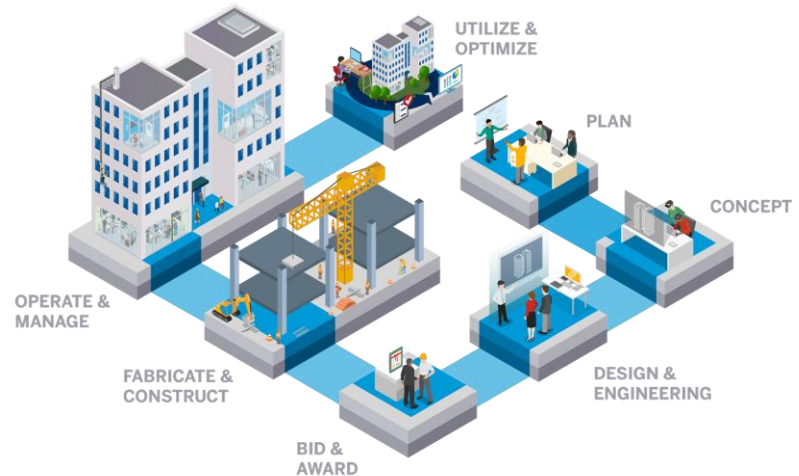 UTILIZE &
OPTIMIZE
PLAN
CONCEPT
OPERATE &
MANAGE
FABRICATE &
CONSTRUCT
DESIGN &
ENGINEERING
BID &
AWARD